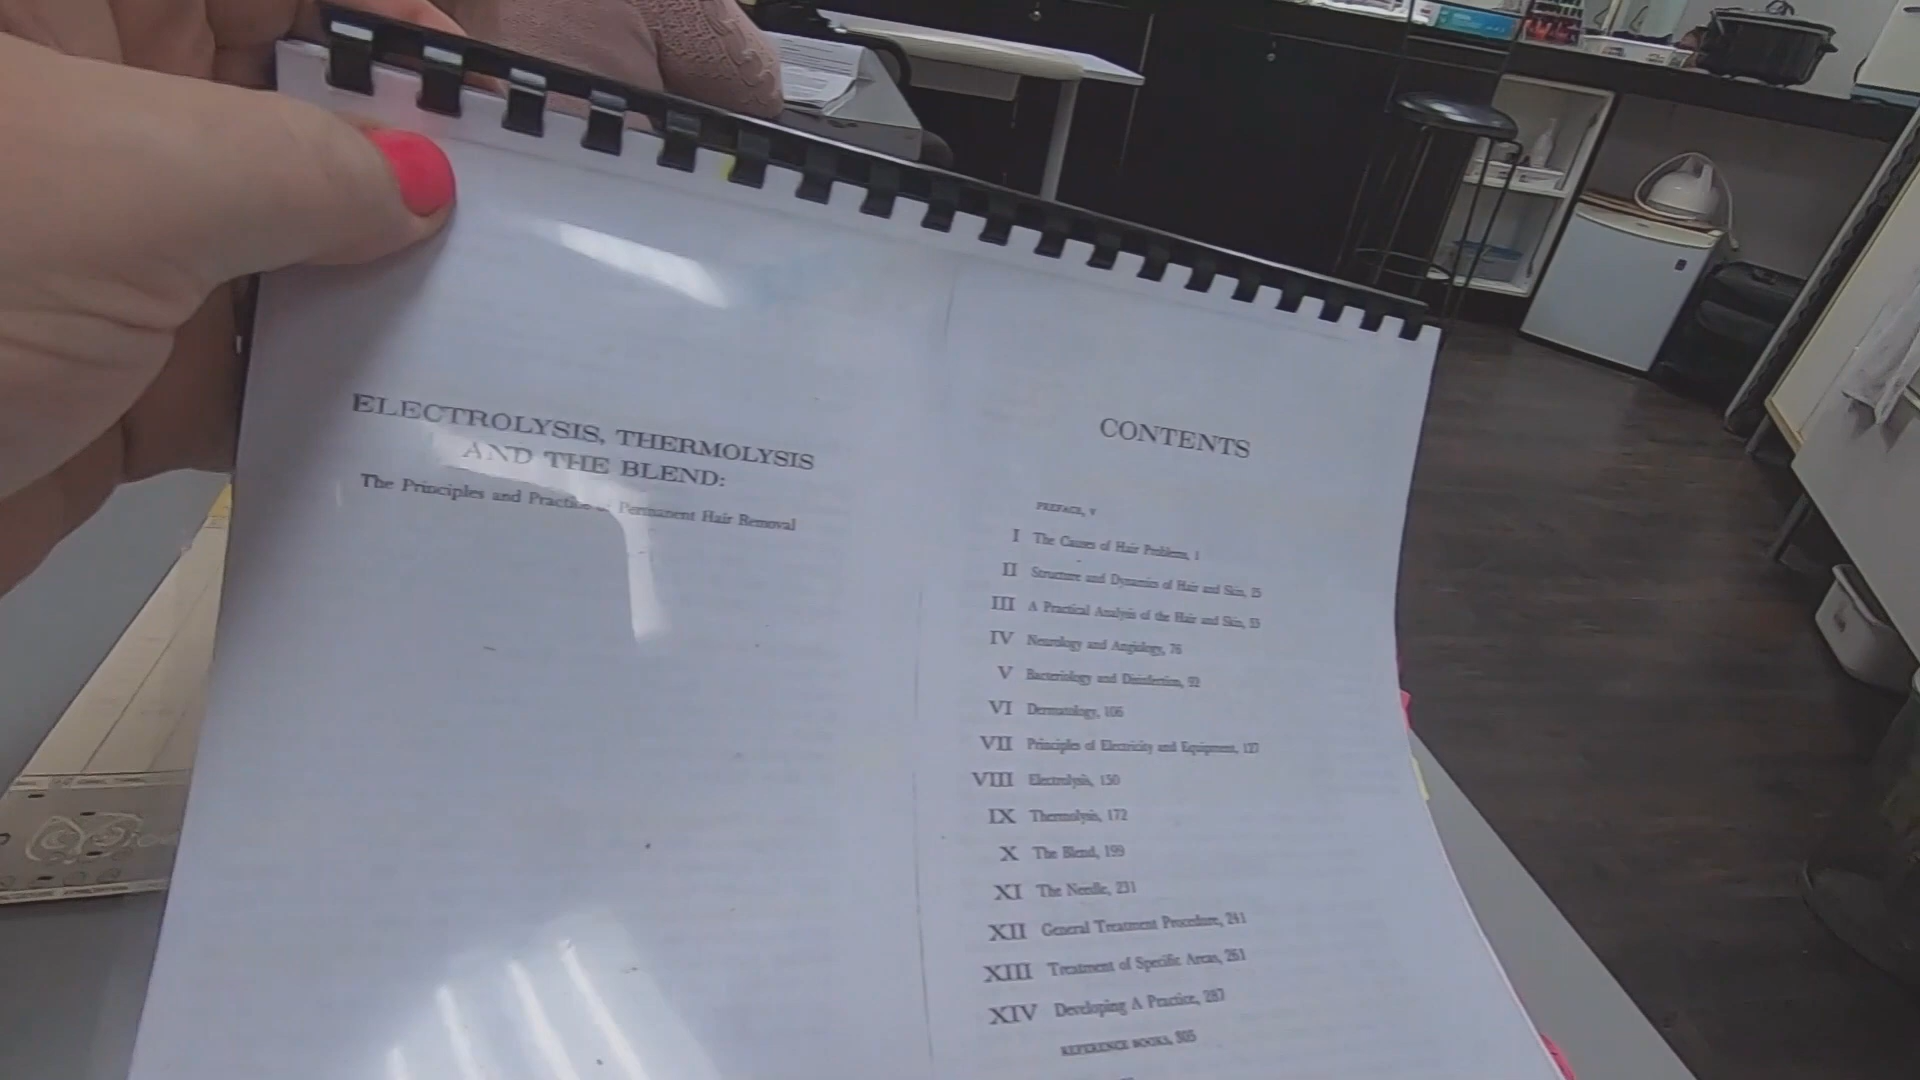 ELECTROLYSIS, THERMOLYSIS
AND THE BLEND:
The Principles and Practice Permanent Hair Removal
CONTENTS
PREFACE, v
I The Causes of Hair Problems, 1
II Structure and Dynamics of Hair and Skin, 25
III A Practical Analysis of the Hair and Skin, 53
IV Neurology and Angiology, 76
V Bacteriology and Disinfection, 92
VI Dermatology, 106
VII Principles of Electricity and Equipment, 127
VIII Electrolysis, 150
IX Thermolysis, 172
X The Blend, 199
XI The Needle, 231
XII General Treatment Procedure, 241
XIII Treatment of Specific Areas, 261
XIV Developing A Practice, 287
REFERENCE BOOKS, 305